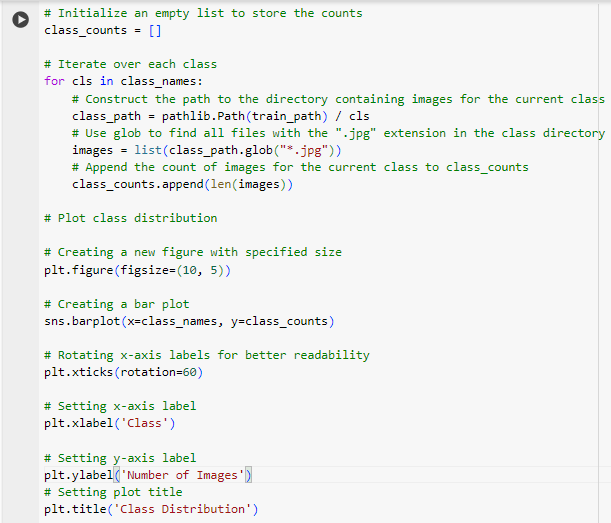 # Initialize an empty list to store the counts
class_counts = []
# Iterate over each class
for cls in class_names:
    # Construct the path to the directory containing images for the current class
    class_path = pathlib.Path(train_path) / cls
    # Use glob to find all files with the ".jpg" extension in the class directory
    images = list(class_path.glob("*.jpg"))
    # Append the count of images for the current class to class_counts
    class_counts.append(len(images))
# Plot class distribution
# Creating a new figure with specified size
plt.figure(figsize=(10, 5))
# Creating a bar plot
sns.barplot(x=class_names, y=class_counts)
# Rotating x-axis labels for better readability
plt.xticks(rotation=60)
# Setting x-axis label
plt.xlabel('Class')
# Setting y-axis label
plt.ylabel('Number of Images')
# Setting plot title
plt.title('Class Distribution')